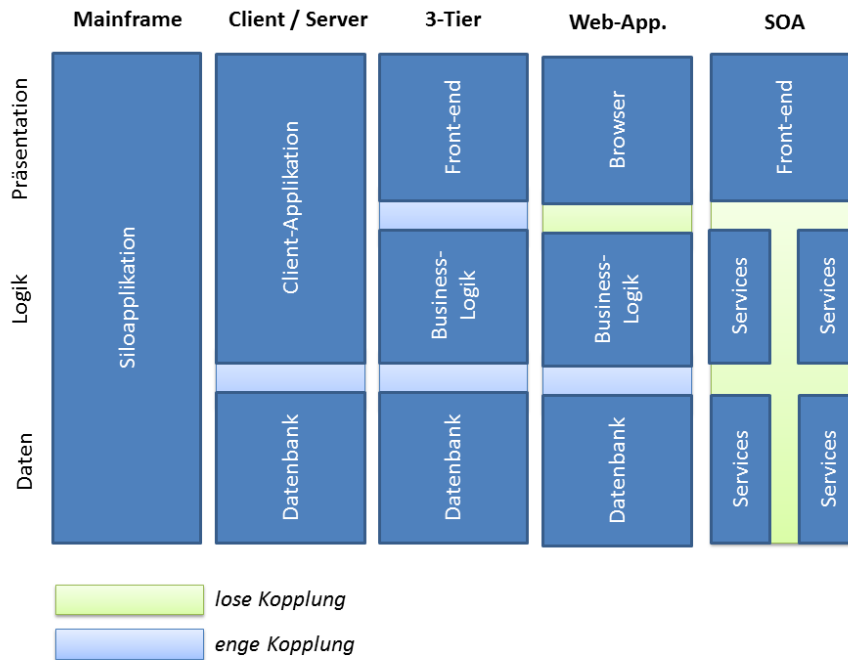 Mainframe
Client / Server
3-Tier
Web-App.
SOA
Präsentation
Logik
Daten
Siloapplikation
Client-Applikation
Datenbank
Front-end
Business-
Logik
Datenbank
Browser
Business-
Logik
Datenbank
Front-end
Services
Services
Services
Services
lose Kopplung
enge Kopplung